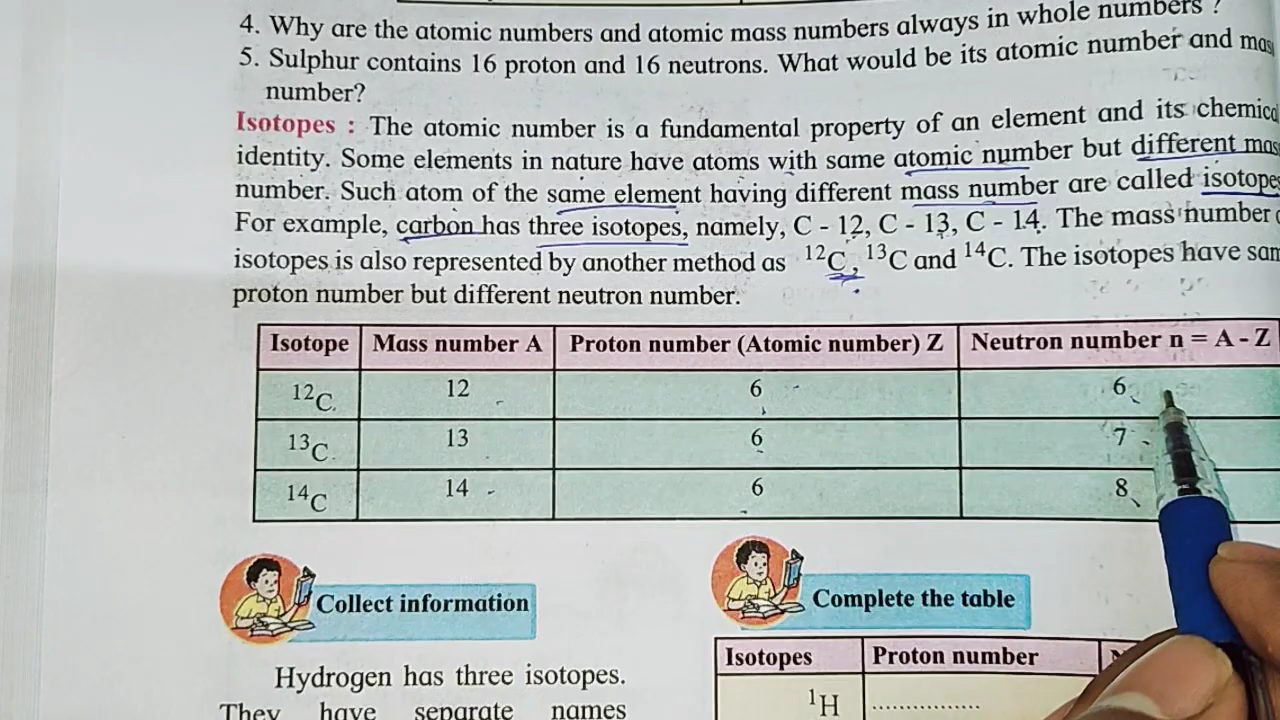 4. Why are the atomic numbers and atomic mass numbers always in whole numbers ?
5. Sulphur contains 16 proton and 16 neutrons. What would be its atomic number and
number?
Isotopes : The atomic number is a fundamental property of an element and its
identity. Some elements in nature have atoms with same atomic number but different
number. Such atom of the same element having different mass number are called
For example, carbon has three isotopes, namely, C - 12, C - 13, C - 14. The mass number
isotopes is also represented by another method as ¹²C, ¹³C and ¹⁴C. The isotopes have
proton number but different neutron number.
Isotope Mass number A Proton number (Atomic number) Z Neutron number n = A - Z
¹²C 12 6 6
¹³C 13 6 7
¹⁴C 14 6 8
Collect information
Hydrogen has three isotopes.
They have separate names
Complete the table
Isotopes Proton number
¹H ................